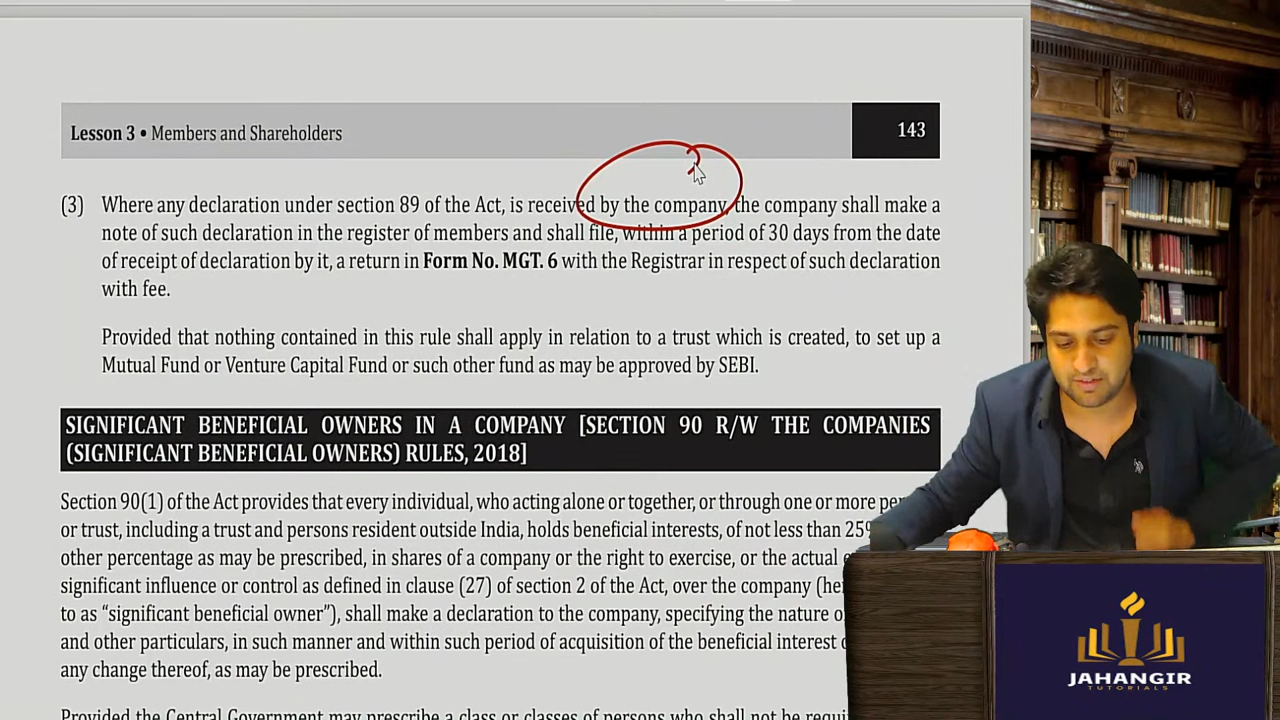 Lesson 3 • Members and Shareholders
143
(3) Where any declaration under section 89 of the Act, is received by the company, the company shall make a
note of such declaration in the register of members and shall file, within a period of 30 days from the date
of receipt of declaration by it, a return in Form No. MGT. 6 with the Registrar in respect of such declaration
with fee.
Provided that nothing contained in this rule shall apply in relation to a trust which is created, to set up a
Mutual Fund or Venture Capital Fund or such other fund as may be approved by SEBI.
SIGNIFICANT BENEFICIAL OWNERS IN A COMPANY [SECTION 90 R/W THE COMPANIES
(SIGNIFICANT BENEFICIAL OWNERS) RULES, 2018]
Section 90(1) of the Act provides that every individual, who acting alone or together, or through one or more
or trust, including a trust and persons resident outside India, holds beneficial interests, of not less than 25%
other percentage as may be prescribed, in shares of a company or the right to exercise, or the actual
significant influence or control as defined in clause (27) of section 2 of the Act, over the company
to as “significant beneficial owner”), shall make a declaration to the company, specifying the nature
and other particulars, in such manner and within such period of acquisition of the beneficial interest
any change thereof, as may be prescribed.
Provided the Central Government may prescribe a class or classes of persons who shall not be
JAHANGIR
TUTORIALS